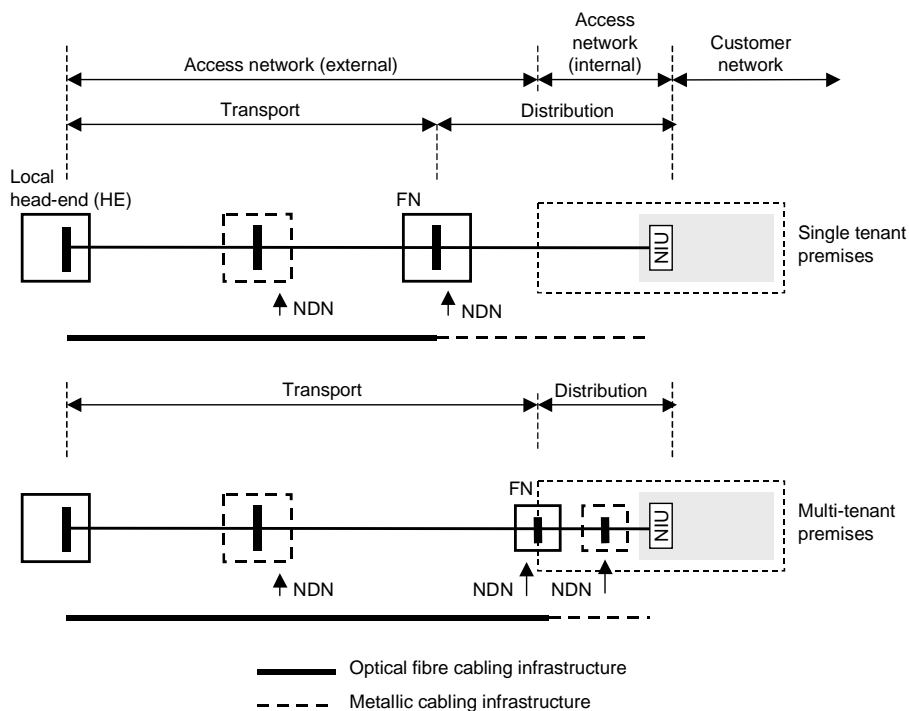 Access
network
(internal)
Customer
network
Access network (external)
Transport
Distribution
Local
head-end (HE)
FN
NIU
Single tenant
premises
NDN
NDN
Transport
Distribution
FN
NIU
Multi-tenant
premises
NDN
NDN
NDN
Optical fibre cabling infrastructure
Metallic cabling infrastructure